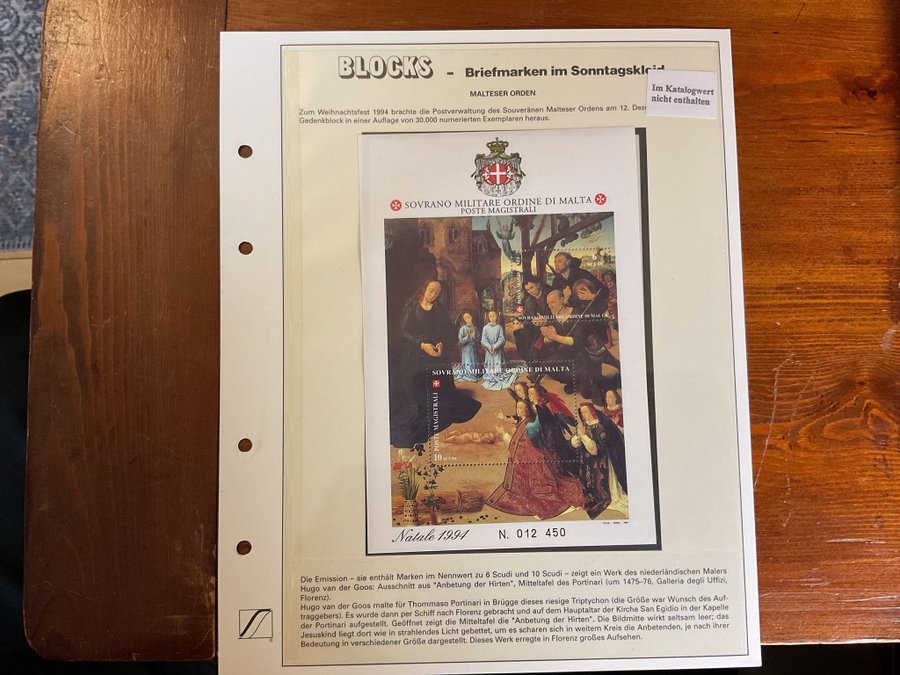 BLOCKS - Briefmarken im Sonntagskleid
Im Katalogwert
nicht enthalten
MALTESER ORDEN
Zum Weihnachtsfest 1994 brachte die Postverwaltung des Souveränen Malteser Ordens am 12.
Gedenkblock in einer Auflage von 30.000 numerierten Exemplaren heraus.
SOVRANO MILITARE ORDINE DI MALTA
POSTE MAGISTRALI
6
SCUDI
POSTE MAGISTRALI
SOVRANO MILITARE ORDINE DI MALTA
SOVRANO MILITARE ORDINE DI MALTA
POSTE MAGISTRALI
10 SCUDI
Natale 1994 N. 012 450
Die Emission – sie enthält Marken im Nennwert zu 6 Scudi und 10 Scudi – zeigt ein Werk des niederländischen Malers
Hugo van der Goos: Ausschnitt aus "Anbetung der Hirten", Mitteltafel des Portinari (um 1475–76, Galleria degli Uffizi,
Florenz).
Hugo van der Goos malte für Thommaso Portinari in Brügge dieses riesige Triptychon (die Größe war Wunsch des Auf-
traggebers). Es wurde dann per Schiff nach Florenz gebracht und auf dem Hauptaltar der Kirche San Egidio in der Kapelle
der Portinari aufgestellt. Geöffnet zeigt die Mitteltafel die "Anbetung der Hirten". Die Bildmitte wirkt seltsam leer; das
Jesuskind liegt dort wie in strahlendes Licht gebettet, um es scharen sich in weitem Kreis die Anbetenden, je nach ihrer
Bedeutung in verschiedener Größe dargestellt. Dieses Werk erregte in Florenz großes Aufsehen.